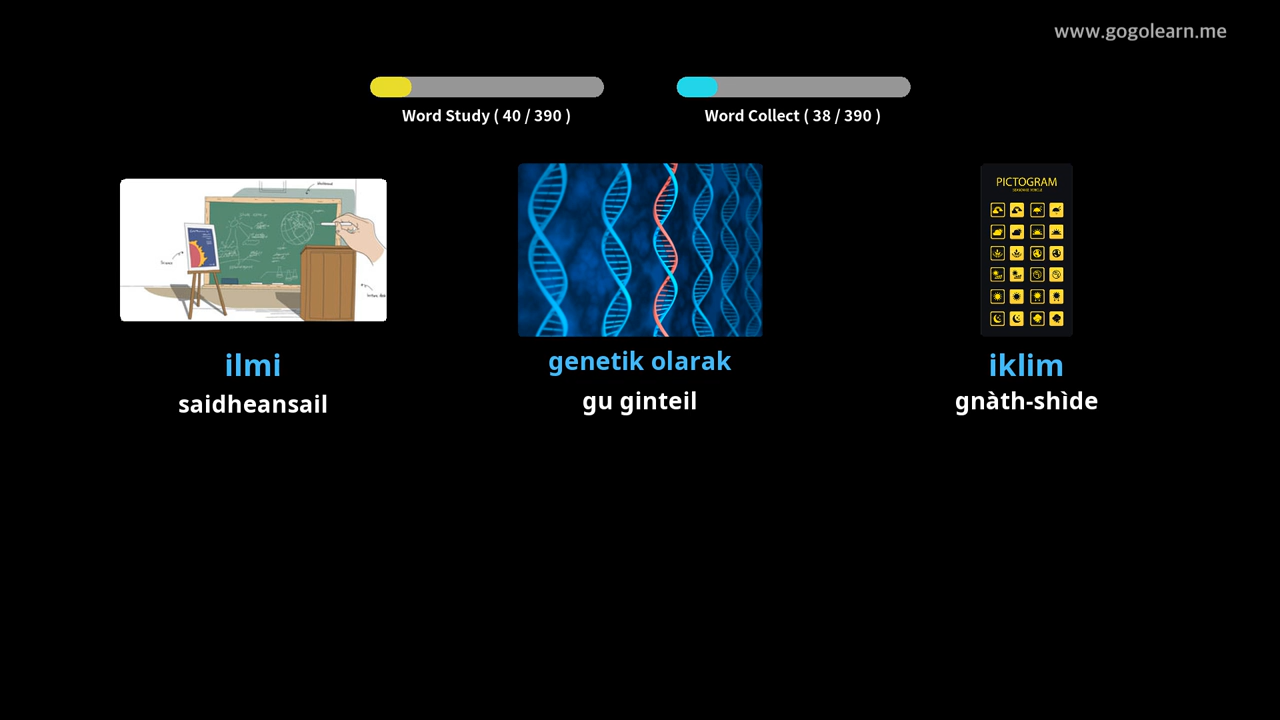 www.gogolearn.me
Word Study ( 40 / 390 )
Word Collect ( 38 / 390 )
PICTOGRAM
ilmi
genetik olarak
iklim
saidheansail
gu ginteil
gnàth-shìde